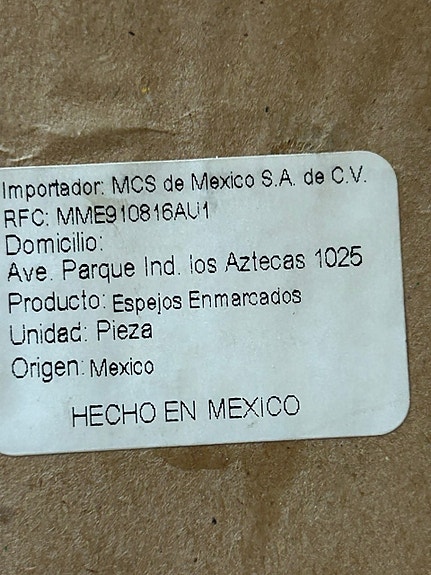 Importador: MCS de Mexico S.A. de C.V.
RFC: MME910816AU1
Domicilio:
Ave. Parque Ind. los Aztecas 1025
Producto: Espejos Enmarcados
Unidad: Pieza
Origen: Mexico
HECHO EN MEXICO